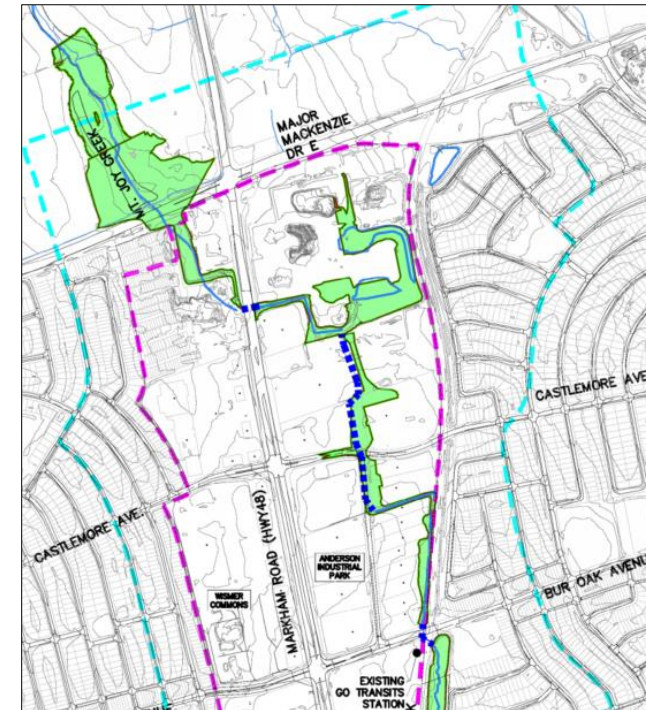 MAJOR
MACKENZIE
DR E
MT. JOY CREEK
CASTLEMORE AVE
CASTLEMORE AVE.
MARKHAM ROAD (HWY48)
ANDERSON
INDUSTRIAL
PARK
WISMER
COMMONS
BUR OAK AVENU
EXISTING
GO TRANSITS
STATION